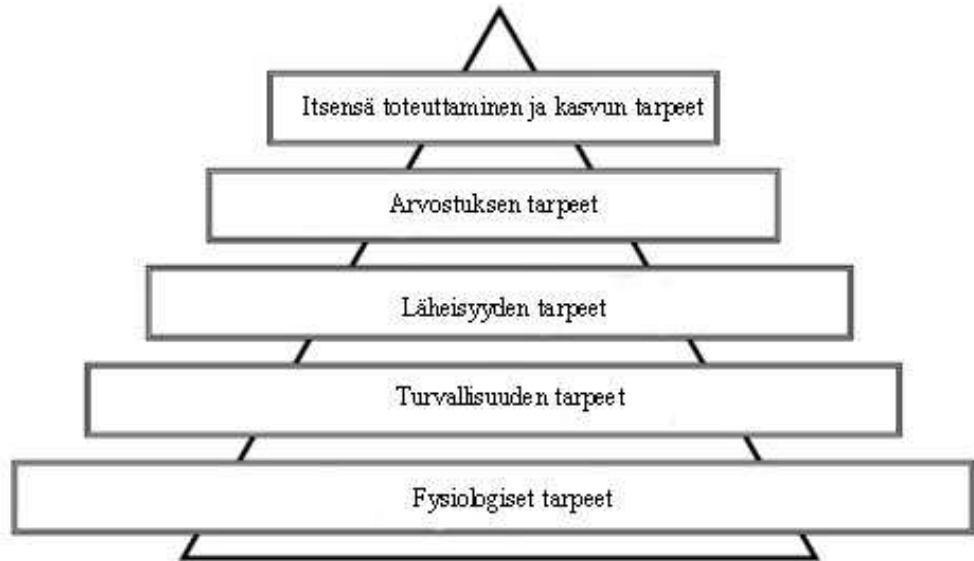 Itsensä toteuttaminen ja kasvun tarpeet
Arvostuksen tarpeet
Läheisyyden tarpeet
Turvallisuuden tarpeet
Fysiologiset tarpeet